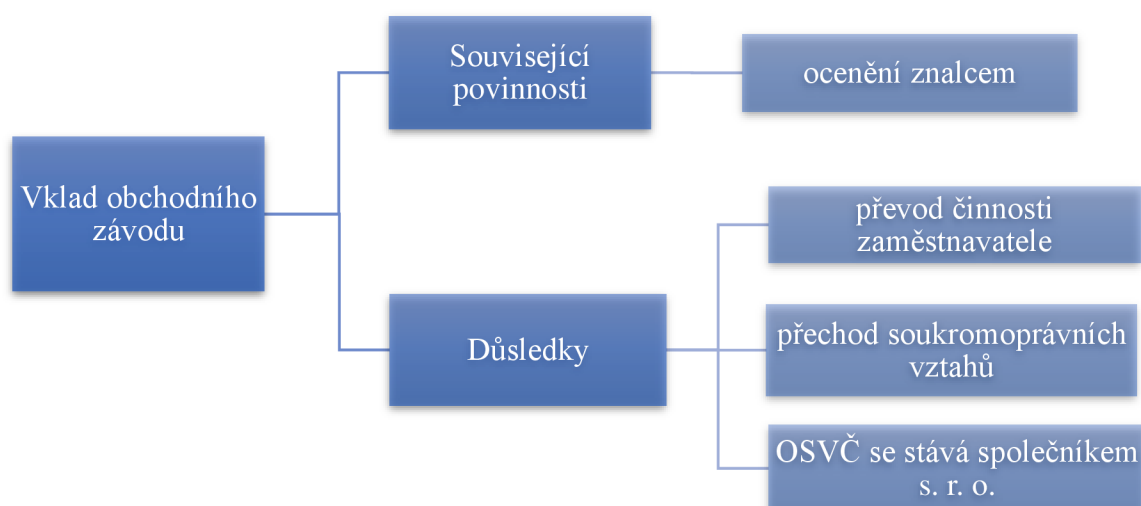 Vklad obchodního
závodu
Související
povinnosti
ocenění znalcem
Důsledky
převod činnosti
zaměstnavatele
přechod soukromoprávních
vztahů
OSVČ se stává společníkem
s. r. o.